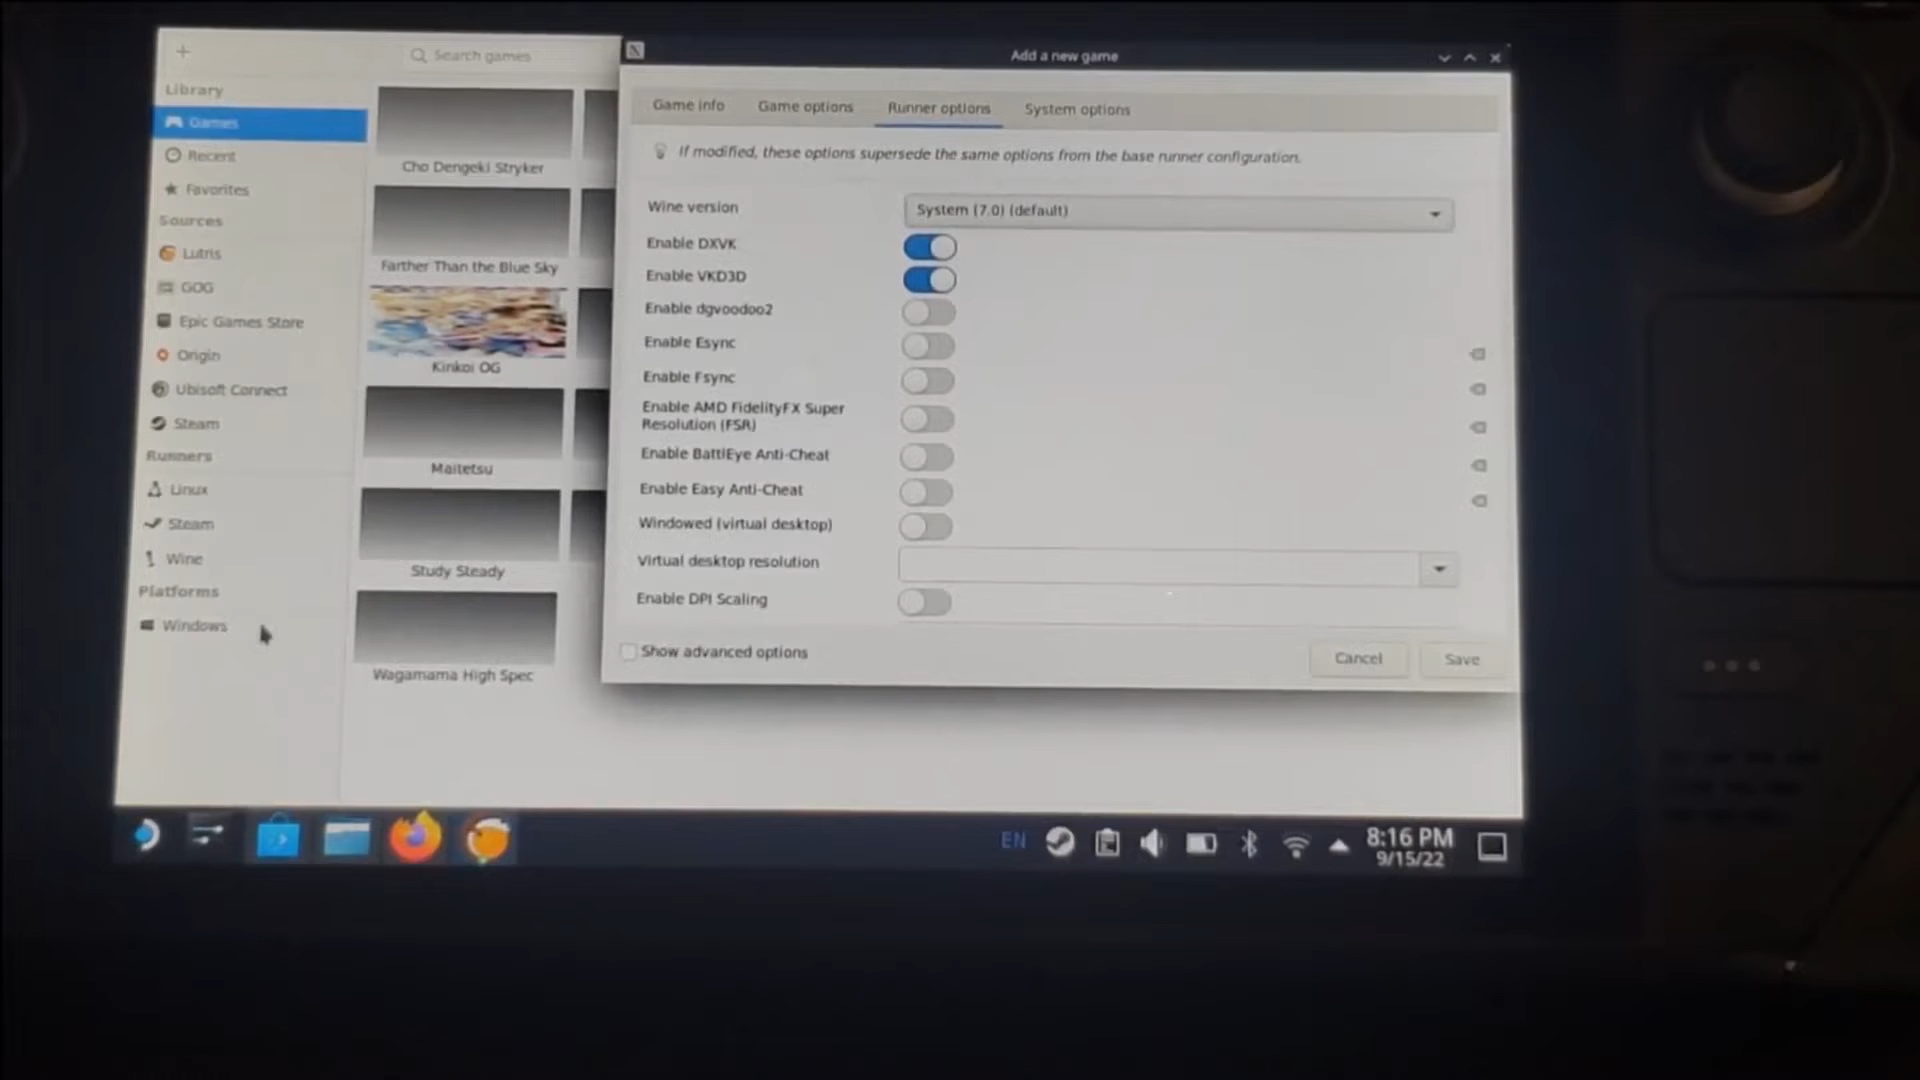 Search games
Library
Games
Recent
Favorites
Sources
Lutris
GOG
Epic Games Store
Origin
Ubisoft Connect
Steam
Runners
Linux
Steam
Wine
Platforms
Windows
Cho Dengeki Stryker
Farther Than the Blue Sky
Kinkoi OG
Maitetsu
Study Steady
Wagamama High Spec
Add a new game
Game info Game options Runner options System options
If modified, these options supersede the same options from the base runner configuration.
Wine version System (7.0) (default)
Enable DXVK
Enable VKD3D
Enable dgvoodoo2
Enable Esync
Enable Fsync
Enable AMD FidelityFX Super
Resolution (FSR)
Enable BattlEye Anti-Cheat
Enable Easy Anti-Cheat
Windowed (virtual desktop)
Virtual desktop resolution
Enable DPI Scaling
Show advanced options
Cancel Save
EN
8:16 PM
9/15/22